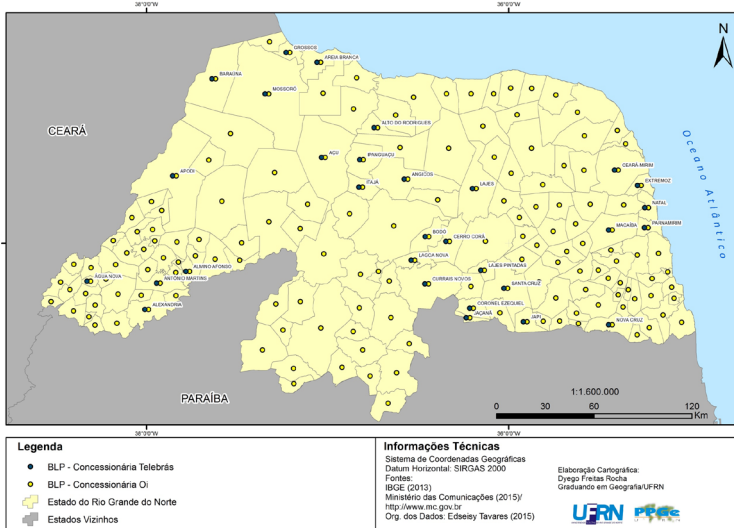 38°0'0"W
36°0'0"W
N
GROSSOS
AREIA BRANCA
BARAÚNA
MOSSORÓ
CEARÁ
ALTO DO RODRIGUES
Oceano Atlântico
AÇU
IPANGUAÇU
CEARÁ-MIRIM
APODI
ITAJÁ
ANGICOS
LAJES
EXTREMOZ
NATAL
MACAÍBA
PARNAMIRIM
BODÓ
CERRO CORÁ
LAGOA NOVA
LAJES PINTADAS
ALMINO AFONSO
ÁGUA NOVA
ANTÔNIO MARTINS
CURRAIS NOVOS
SANTA CRUZ
ALEXANDRIA
CORONEL EZEQUIEL
JAÇANÃ
JAPI
NOVA CRUZ
PARAÍBA
1:1.600.000
0 30 60 120
Km
Legenda
BLP - Concessionária Telebrás
BLP - Concessionária Oi
Estado do Rio Grande do Norte
Estados Vizinhos
Informações Técnicas
Sistema de Coordenadas Geográficas
Datum Horizontal: SIRGAS 2000
Fontes:
IBGE (2013)
Ministério das Comunicações (2015)/
http://www.mc.gov.br
Org. dos Dados: Edseisy Tavares (2015)
Elaboração Cartográfica:
Dyego Freitas Rocha
Graduando em Geografia/UFRN
UFRN
PPGe